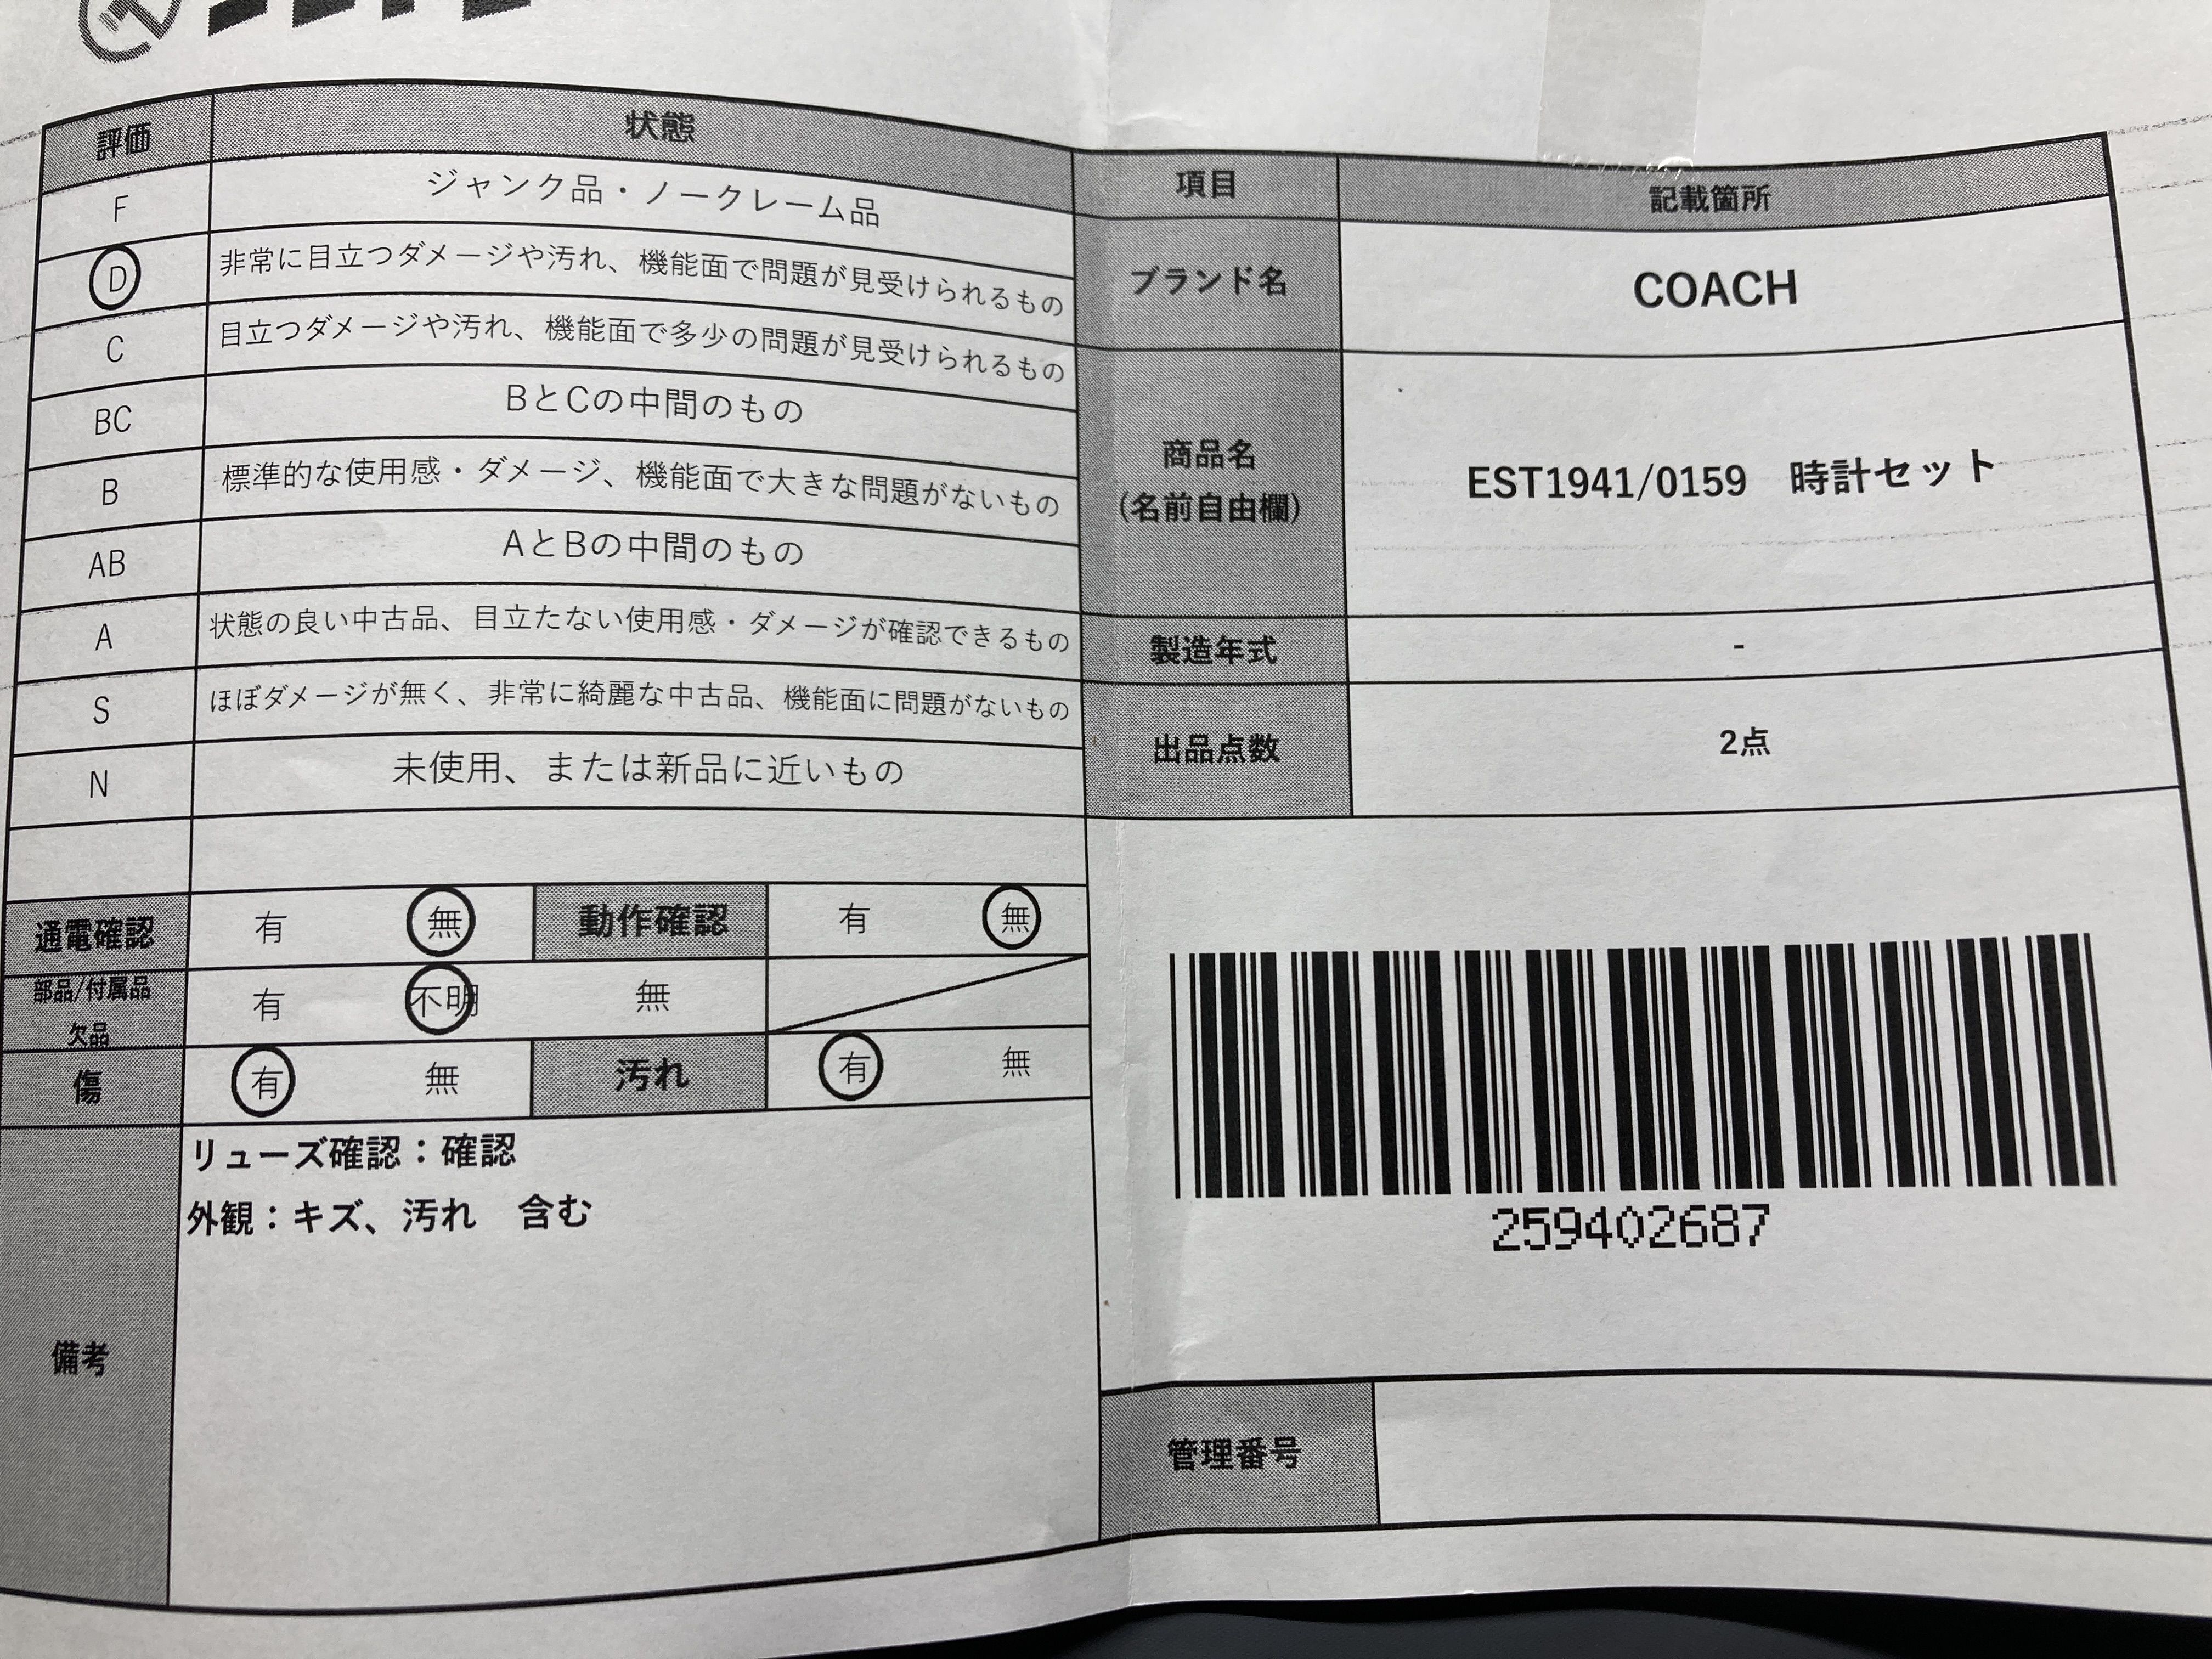 評価 状態
F ジャンク品・ノークレーム品
D 非常に目立つダメージや汚れ、機能面で問題が見受けられるもの
C 目立つダメージや汚れ、機能面で多少の問題が見受けられるもの
BC BとCの中間のもの
B 標準的な使用感・ダメージ、機能面で大きな問題がないもの
AB AとBの中間のもの
A 状態の良い中古品、目立たない使用感・ダメージが確認できるもの
S ほぼダメージが無く、非常に綺麗な中古品、機能面に問題がないもの
N 未使用、または新品に近いもの
通電確認 有 無 動作確認 有 無
部品/付属品
欠品 有 不明 無
傷 有 無 汚れ 有 無
備考
リューズ確認：確認
外観：キズ、汚れ 含む
項目 記載箇所
ブランド名 COACH
商品名
(名前自由欄) EST1941/0159 時計セット
製造年式 -
出品点数 2点
259402687
管理番号